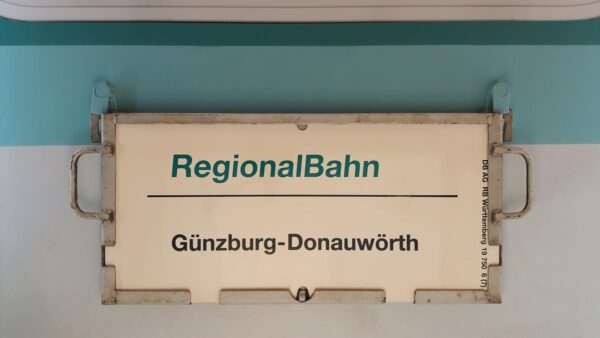 RegionalBahn
Günzburg-Donauwörth
DB AG RB Württemberg 19 750 6 (7)